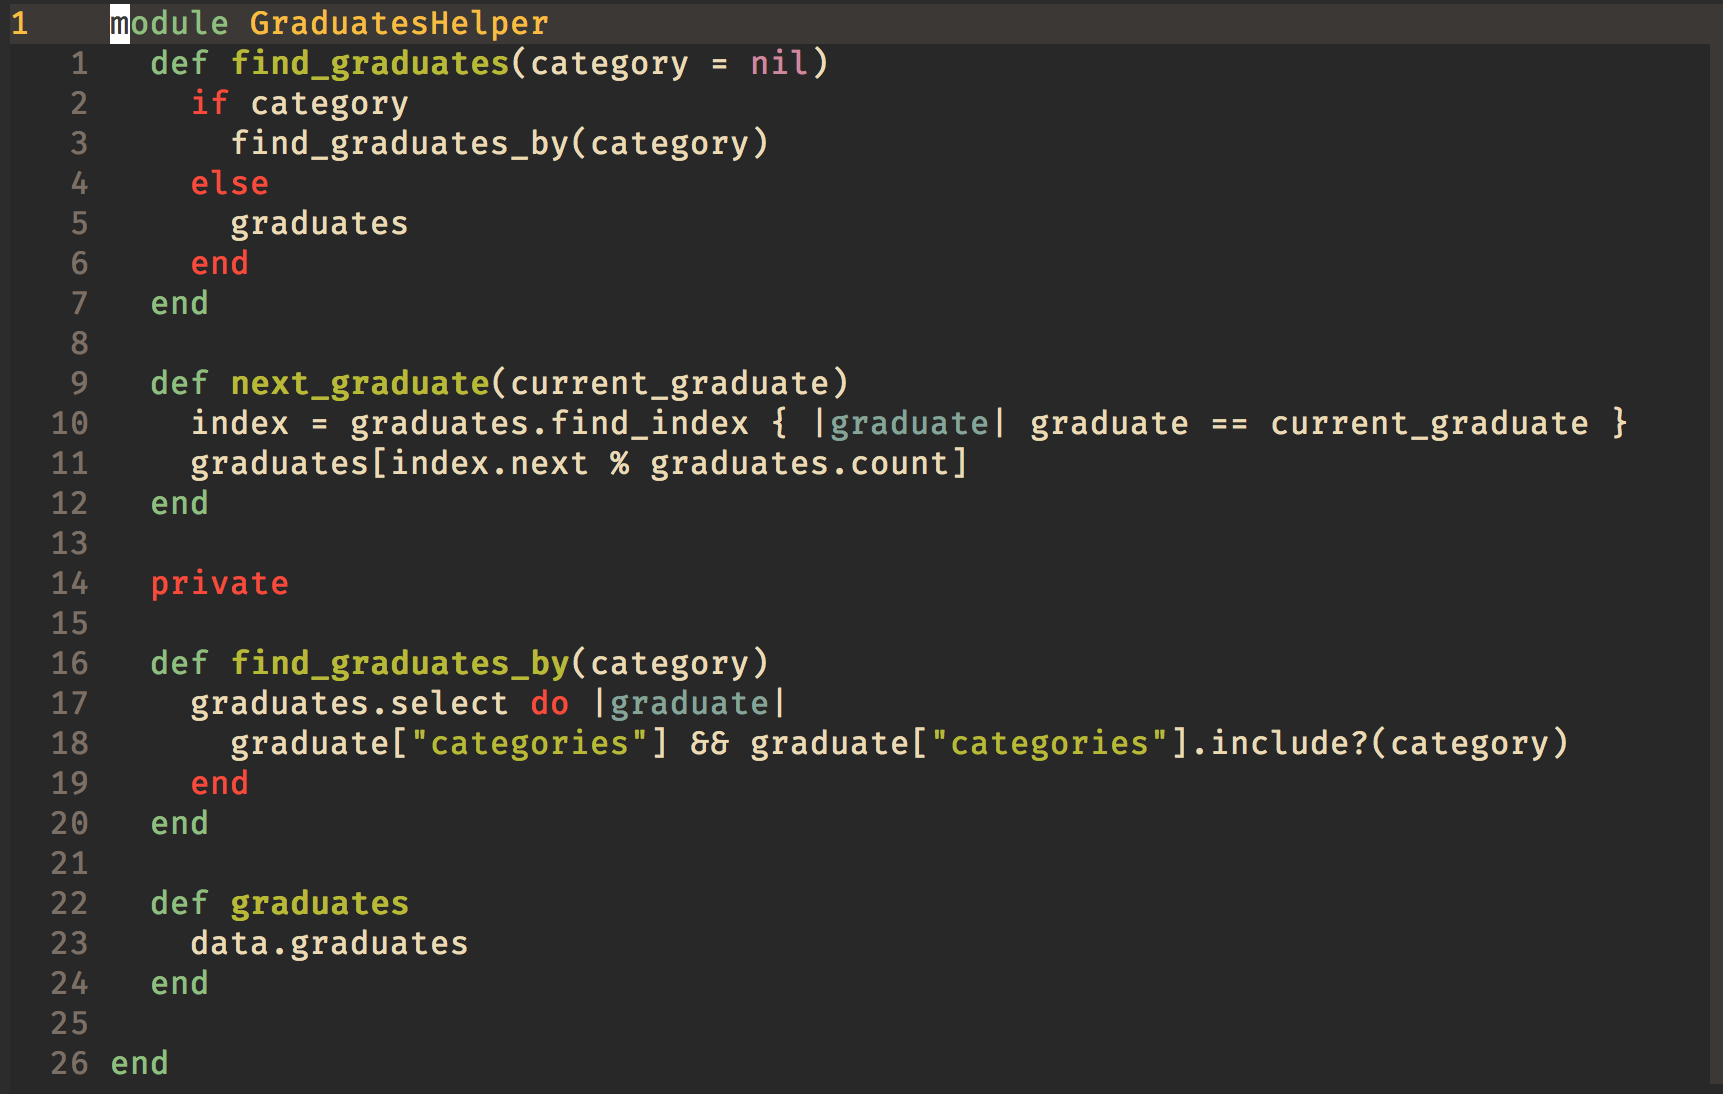 1    module GraduatesHelper
   1   def find_graduates(category = nil)
   2     if category
   3       find_graduates_by(category)
   4     else
   5       graduates
   6     end
   7   end
   8
   9   def next_graduate(current_graduate)
  10     index = graduates.find_index { |graduate| graduate == current_graduate }
  11     graduates[index.next % graduates.count]
  12   end
  13
  14   private
  15
  16   def find_graduates_by(category)
  17     graduates.select do |graduate|
  18       graduate["categories"] && graduate["categories"].include?(category)
  19     end
  20   end
  21
  22   def graduates
  23     data.graduates
  24   end
  25
  26 end